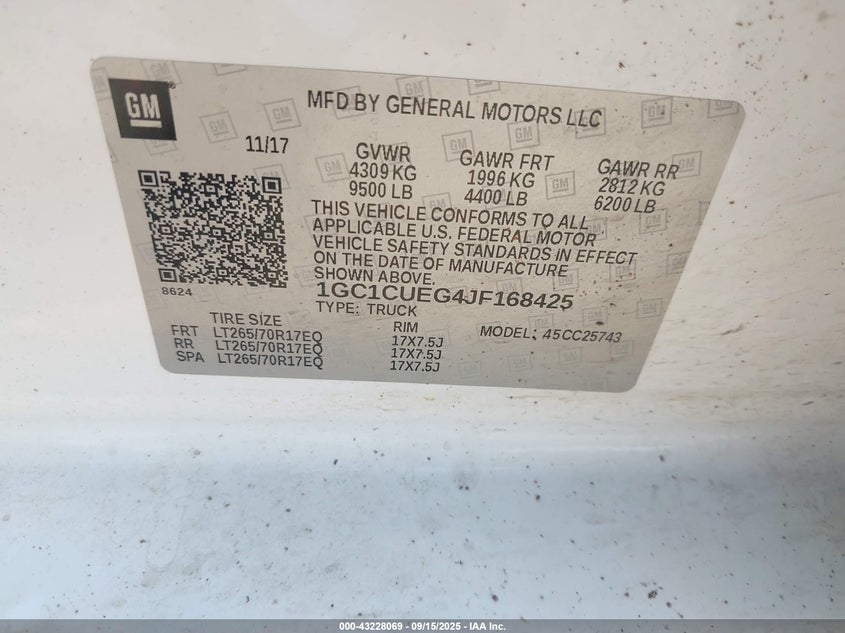 GM
MFD BY GENERAL MOTORS LLC
11/17
GVWR GAWR FRT GAWR RR
4309 KG 1996 KG 2812 KG
9500 LB 4400 LB 6200 LB
THIS VEHICLE CONFORMS TO ALL
APPLICABLE U.S. FEDERAL MOTOR
VEHICLE SAFETY STANDARDS IN EFFECT
ON THE DATE OF MANUFACTURE
SHOWN ABOVE.
8624
1GC1CUEG4JF168425
TYPE: TRUCK
MODEL: 45CC25743
TIRE SIZE RIM
FRT LT265/70R17EQ 17X7.5J
RR LT265/70R17EQ 17X7.5J
SPA LT265/70R17EQ 17X7.5J
000-43228069 - 09/15/2025 - IAA Inc.